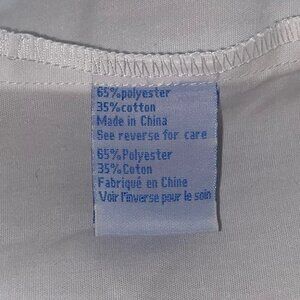 65%polyester
35%cotton
Made in China
See reverse for care
65%Polyester
35%Coton
Fabriqué en Chine
Voir l'inverse pour le soin